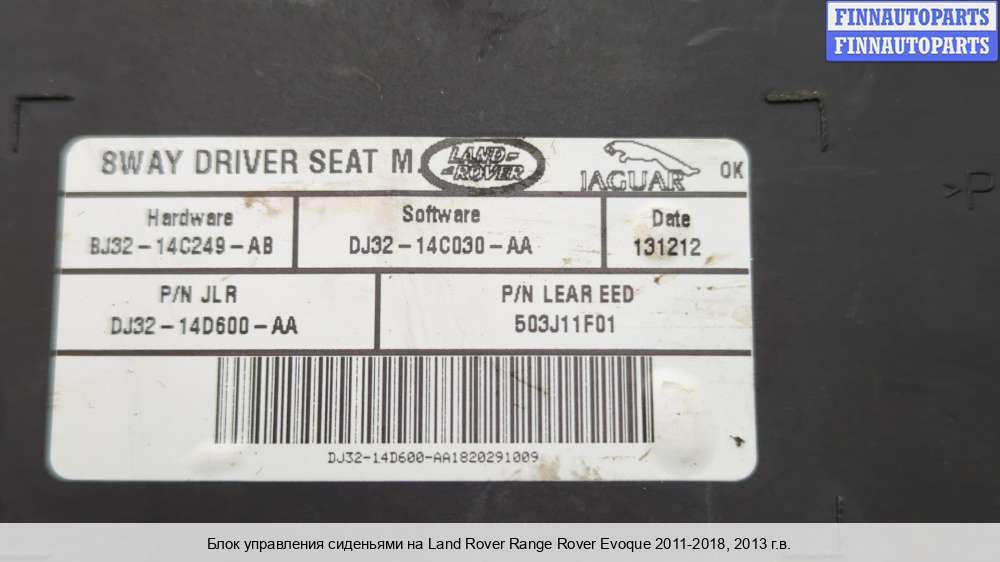 FINNAUTOPARTS
FINNAUTOPARTS
8WAY DRIVER SEAT M. LAND-ROVER JAGUAR OK
Hardware Software Date
BJ32-14C249-AB DJ32-14C030-AA 131212
>P
P/N JLR P/N LEAR EED
DJ32-14D600-AA 503J11F01
DJ32-14D600-AA1820291009
Блок управления сиденьями на Land Rover Range Rover Evoque 2011-2018, 2013 г.в.